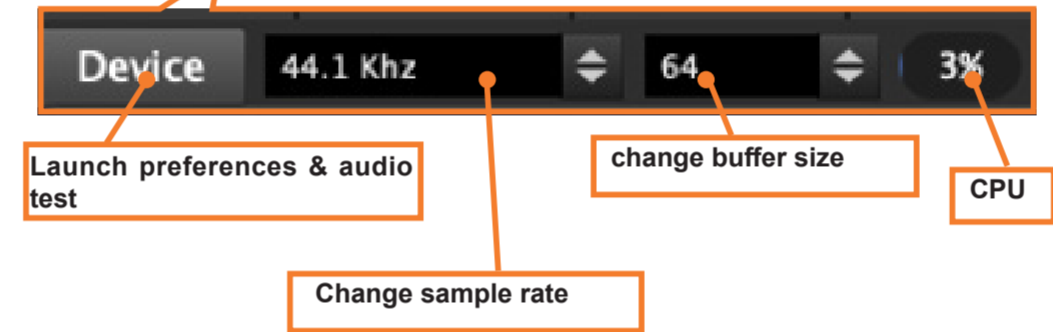 Device 44.1 Khz 64 3%
Launch preferences & audio
test
change buffer size
CPU
Change sample rate